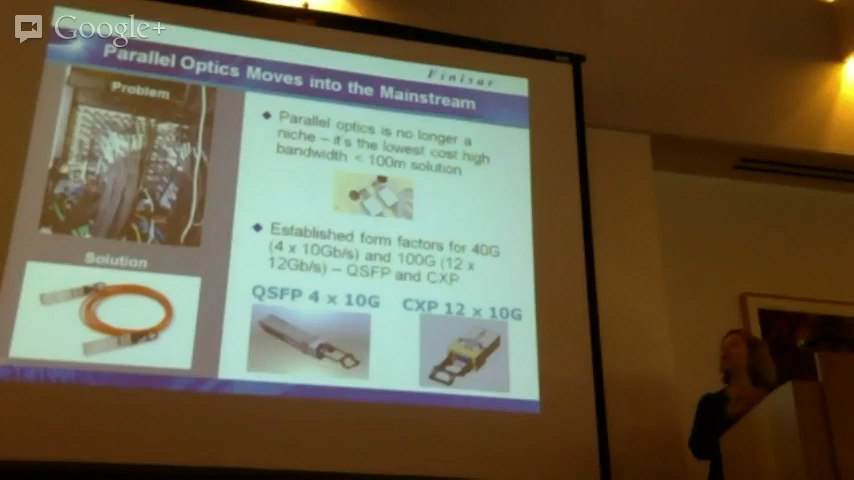 Google+
Finisar
Parallel Optics Moves into the Mainstream
Problem
Parallel optics is no longer a
niche – it's the lowest cost high
bandwidth < 100m solution
Established form factors for 40G
(4 x 10Gb/s) and 100G (12 x
12Gb/s) – QSFP and CXP
Solution
QSFP 4 x 10G
CXP 12 x 10G